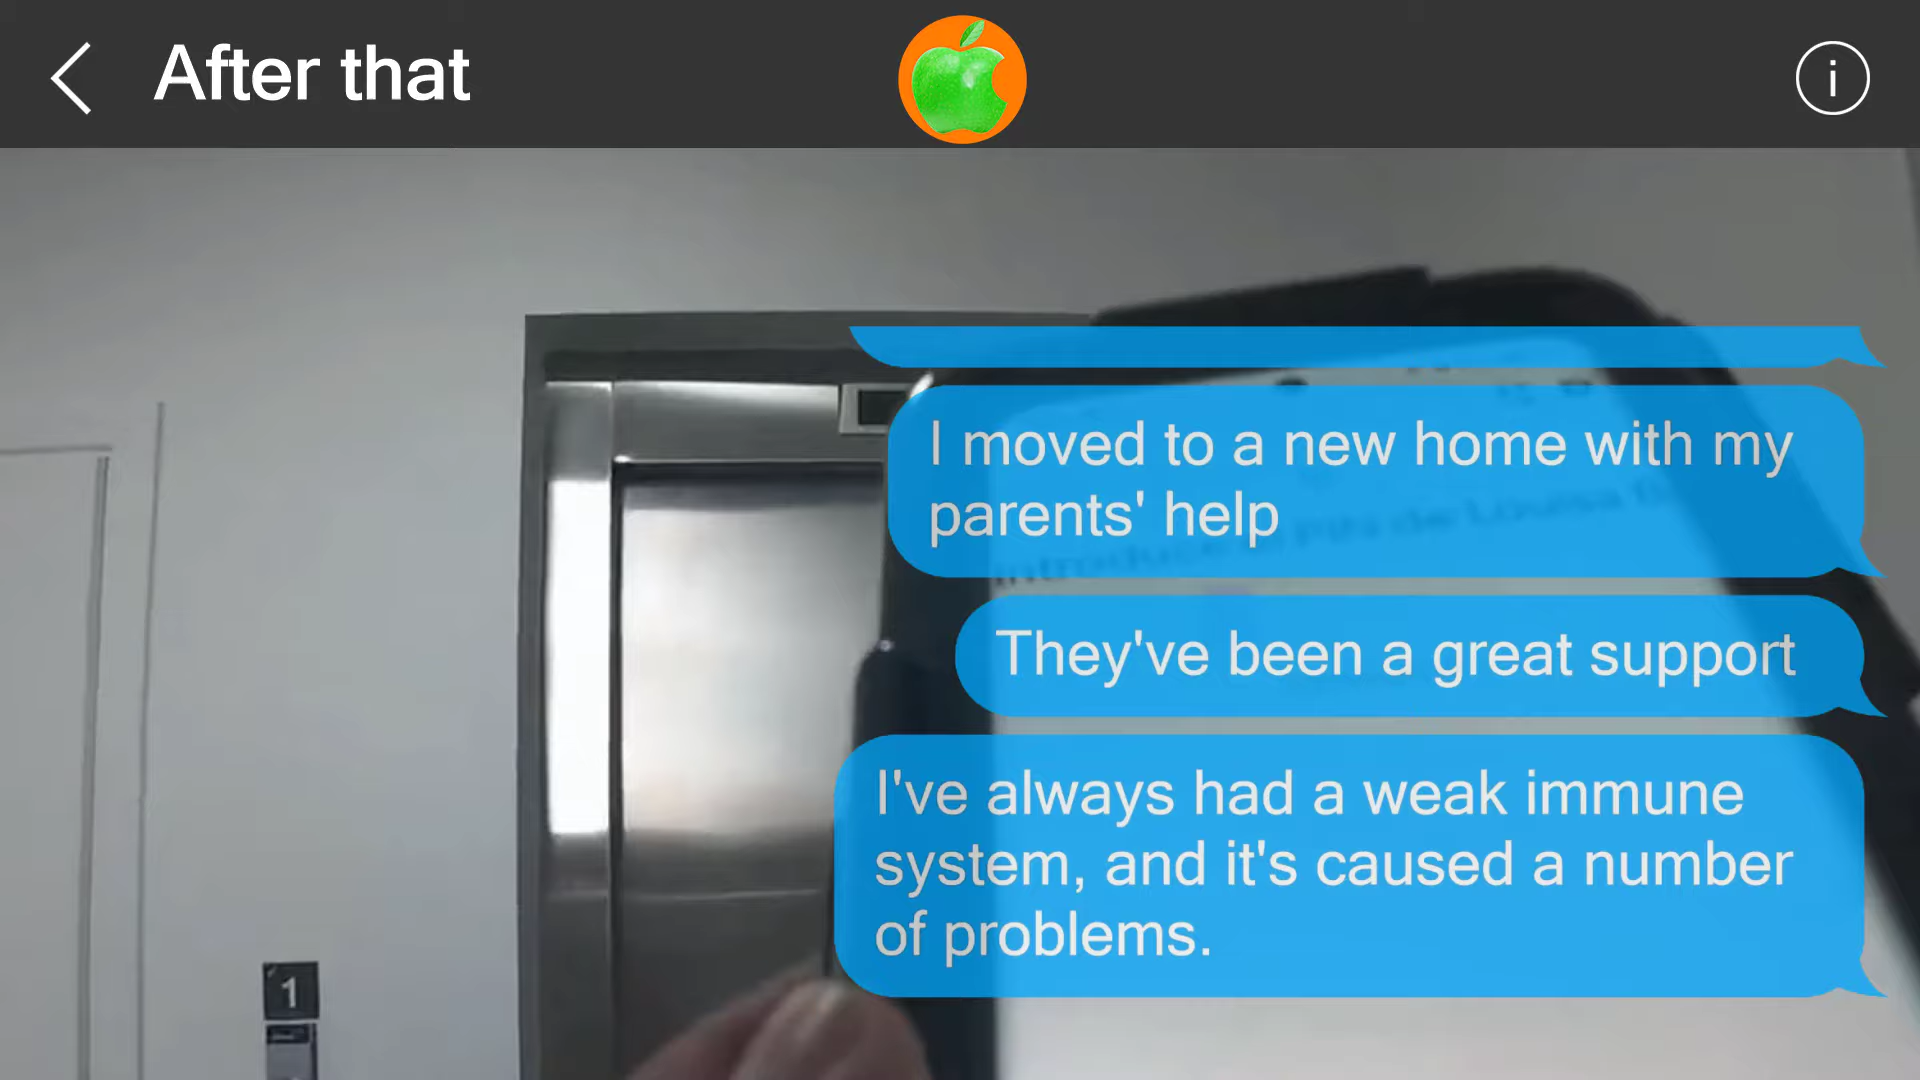 After that
i
I moved to a new home with my
parents' help
They've been a great support
I've always had a weak immune
system, and it's caused a number
of problems.
1